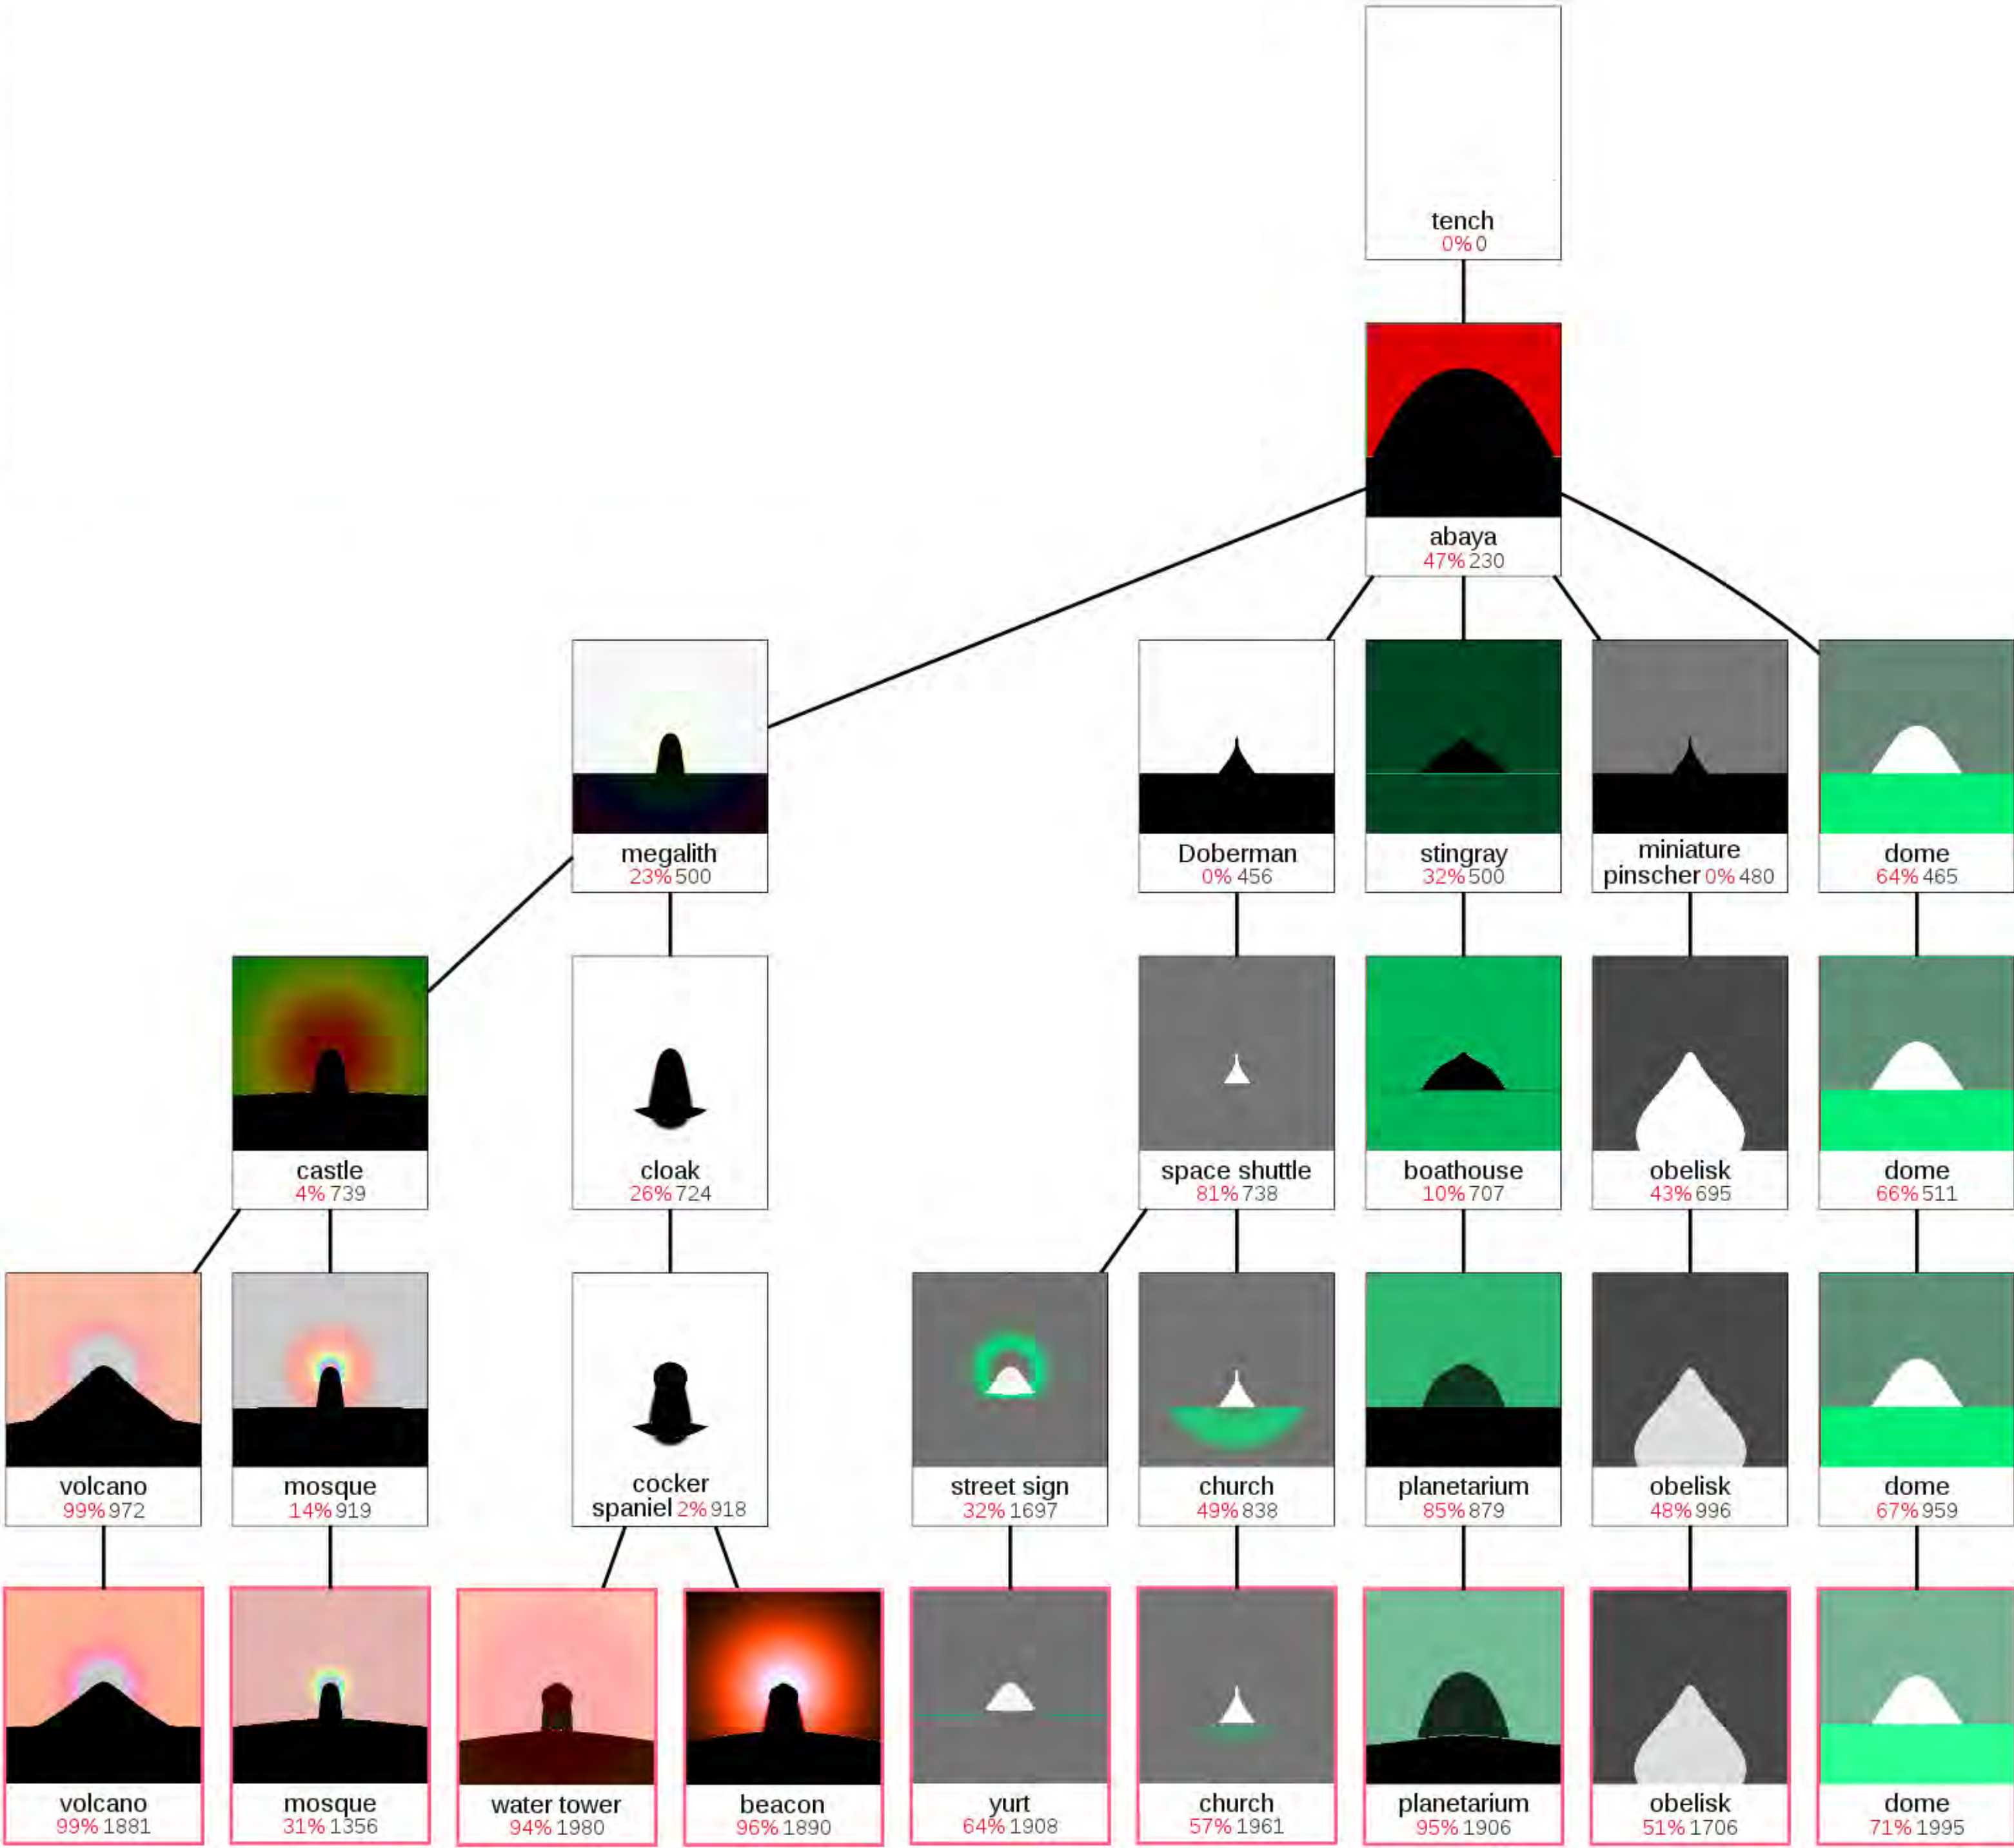 tench
0% 0
abaya
47% 230
megalith
23% 500
Doberman
0% 456
stingray
32% 500
miniature
pinscher 0% 480
dome
64% 465
castle
4% 739
cloak
26% 724
space shuttle
81% 738
boathouse
10% 707
obelisk
43% 695
dome
66% 511
volcano
99% 972
mosque
14% 919
cocker
spaniel 2% 918
street sign
32% 1697
church
49% 838
planetarium
85% 879
obelisk
48% 996
dome
67% 959
volcano
99% 1881
mosque
31% 1356
water tower
94% 1980
beacon
96% 1890
yurt
64% 1908
church
57% 1961
planetarium
95% 1906
obelisk
51% 1706
dome
71% 1995